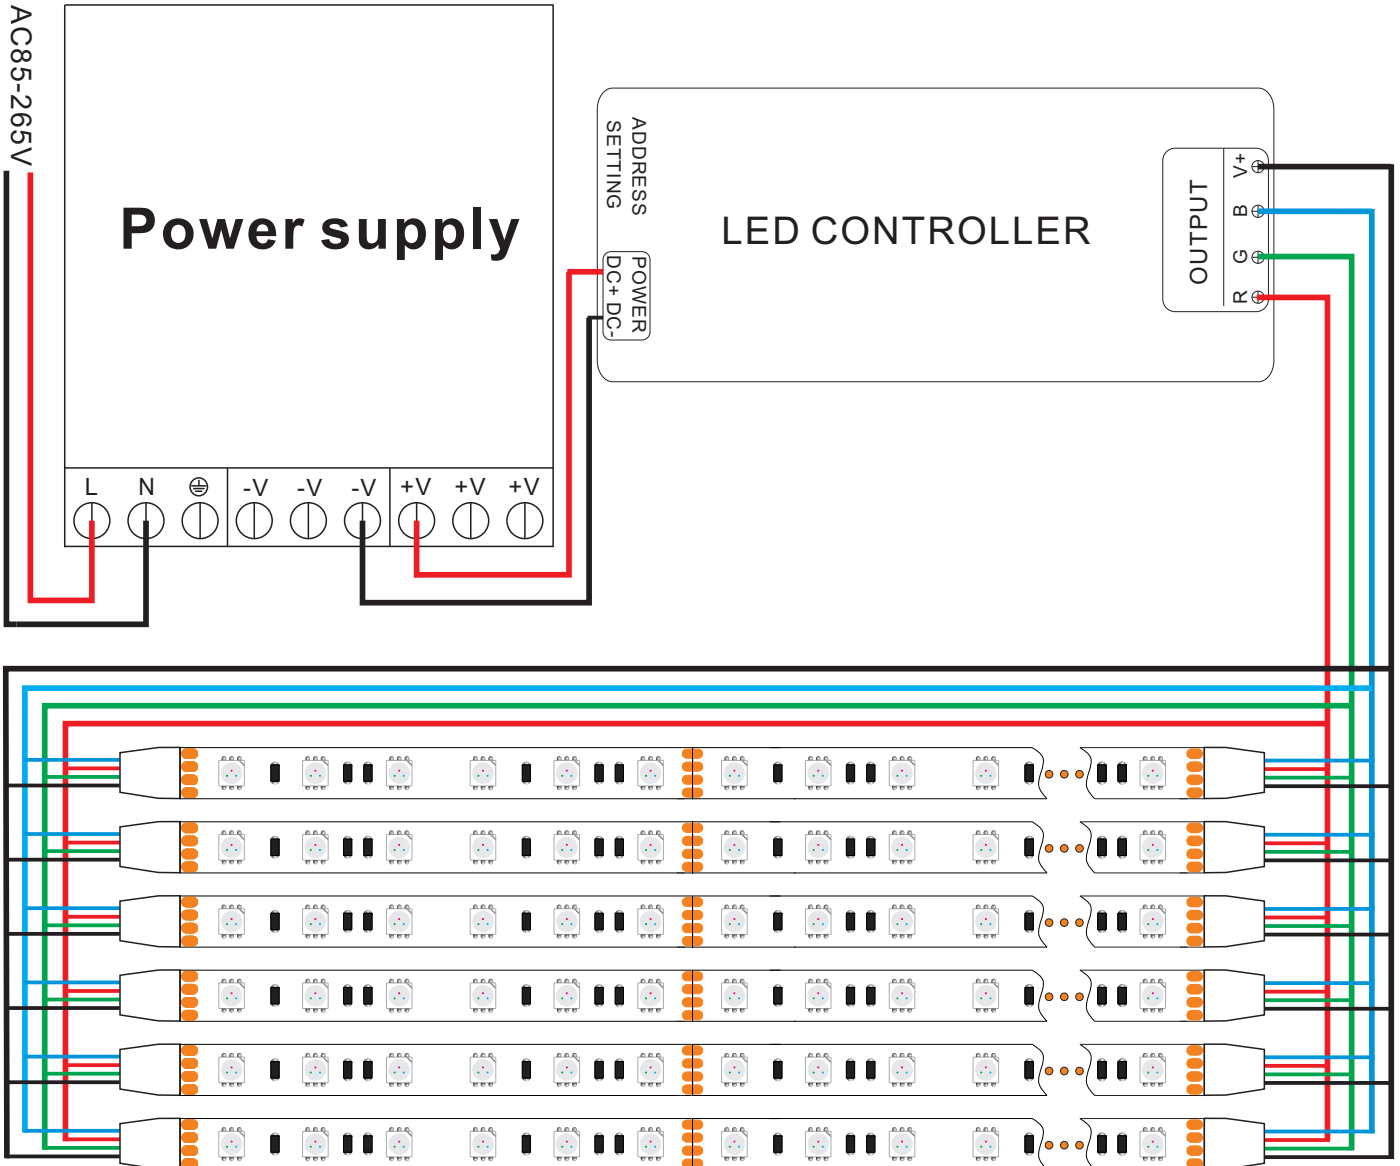 AC85-265V
Power supply
L N -V -V -V +V +V +V
ADDRESS
SETTING
POWER
DC+ DC-
LED CONTROLLER
OUTPUT
V+ B G R